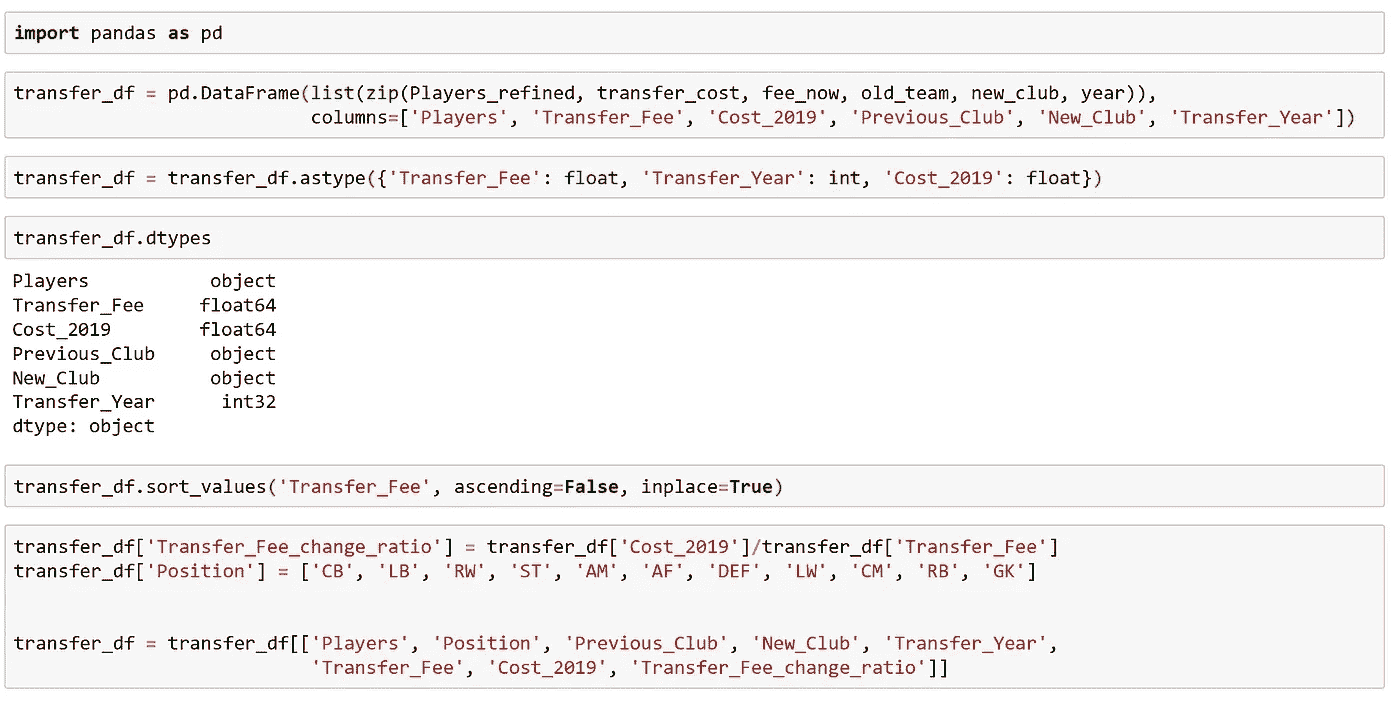 import pandas as pd
transfer_df = pd.DataFrame(list(zip(Players_refined, transfer_cost, fee_now, old_team, new_club, year)),
columns=['Players', 'Transfer_Fee', 'Cost_2019', 'Previous_Club', 'New_Club', 'Transfer_Year'])
transfer_df = transfer_df.astype({'Transfer_Fee': float, 'Transfer_Year': int, 'Cost_2019': float})
transfer_df.dtypes
Players object
Transfer_Fee float64
Cost_2019 float64
Previous_Club object
New_Club object
Transfer_Year int32
dtype: object
transfer_df.sort_values('Transfer_Fee', ascending=False, inplace=True)
transfer_df['Transfer_Fee_change_ratio'] = transfer_df['Cost_2019']/transfer_df['Transfer_Fee']
transfer_df['Position'] = ['CB', 'LB', 'RW', 'ST', 'AM', 'AF', 'DEF', 'LW', 'CM', 'RB', 'GK']
transfer_df = transfer_df[['Players', 'Position', 'Previous_Club', 'New_Club', 'Transfer_Year',
'Transfer_Fee', 'Cost_2019', 'Transfer_Fee_change_ratio']]